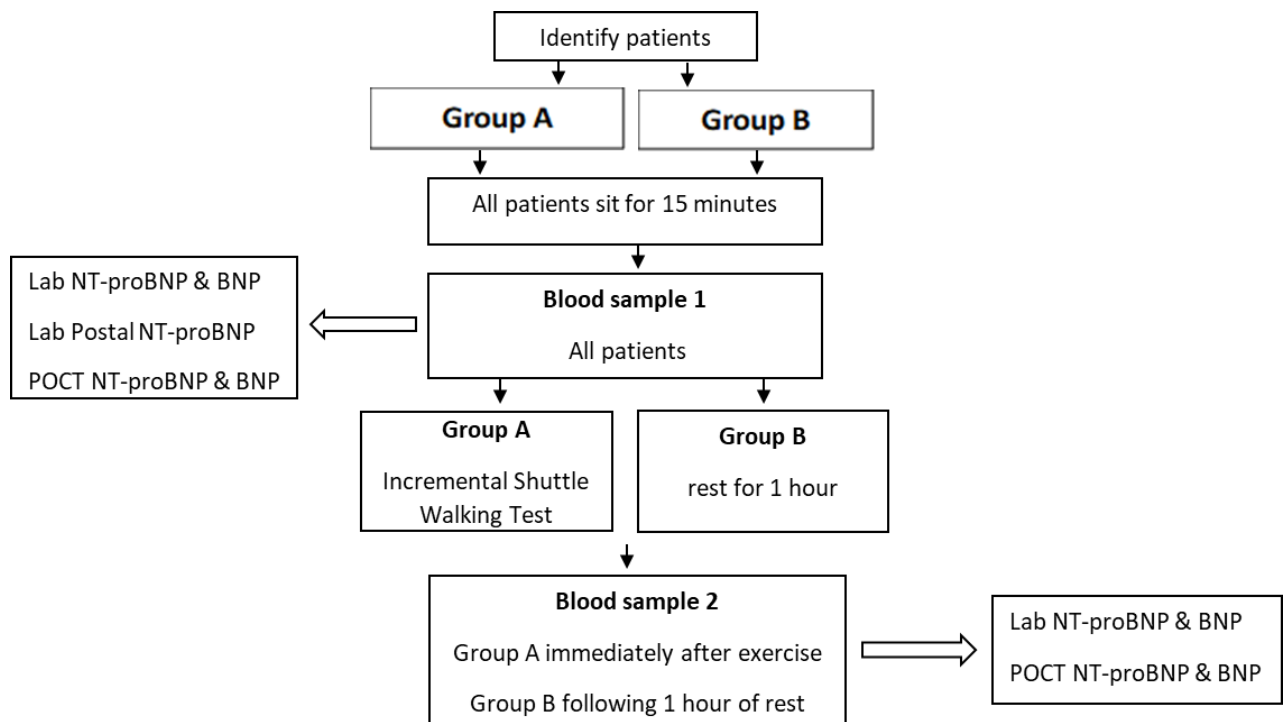 Identify patients
Group A
Group B
All patients sit for 15 minutes
Lab NT-proBNP & BNP
Lab Postal NT-proBNP
POCT NT-proBNP & BNP
Blood sample 1
All patients
Group A
Incremental Shuttle
Walking Test
Group B
rest for 1 hour
Blood sample 2
Group A immediately after exercise
Group B following 1 hour of rest
Lab NT-proBNP & BNP
POCT NT-proBNP & BNP